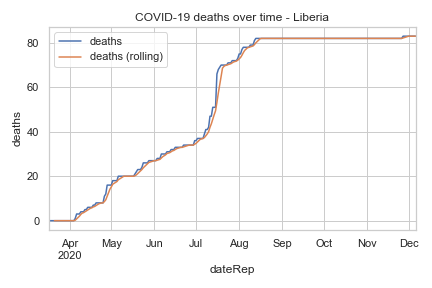 COVID-19 deaths over time - Liberia
deaths
deaths (rolling)
deaths
80
60
40
20
0
Apr May Jun Jul Aug Sep Oct Nov Dec
2020
dateRep